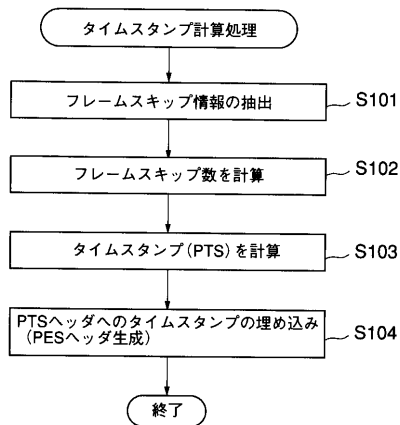 タイムスタンプ計算処理
フレームスキップ情報の抽出
S101
フレームスキップ数を計算
S102
タイムスタンプ(PTS)を計算
S103
PTSヘッダへのタイムスタンプの埋め込み
(PESヘッダ生成)
S104
終了